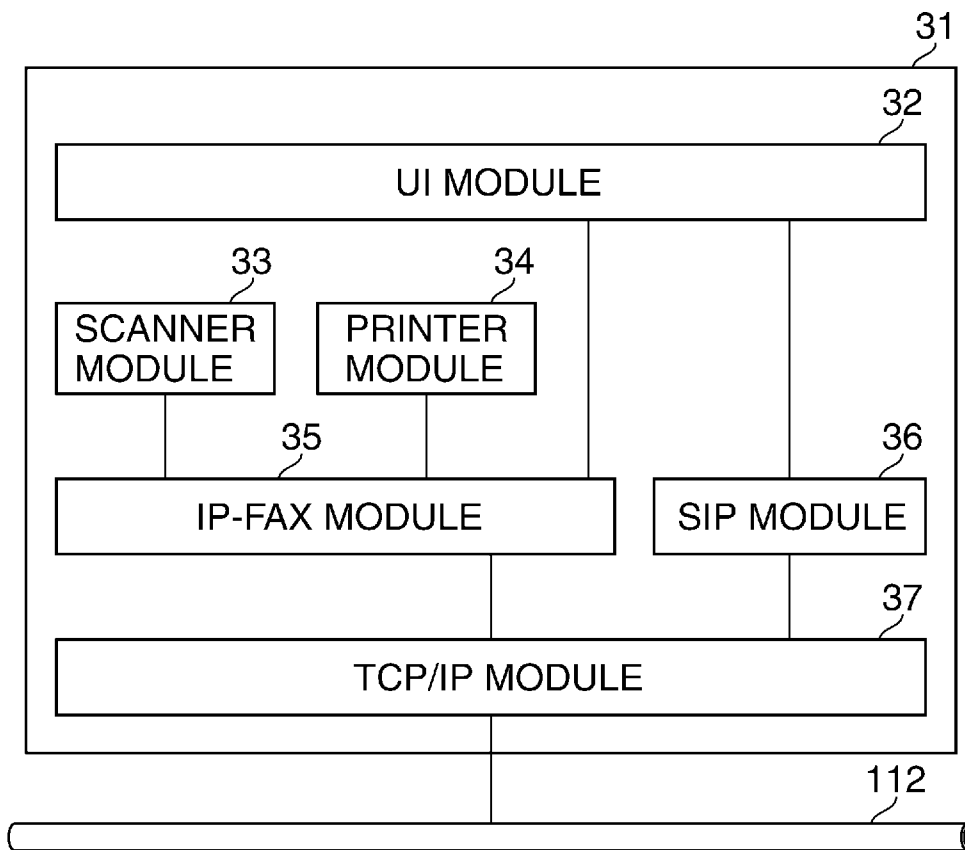 31
32
UI MODULE
33
34
SCANNER
MODULE
PRINTER
MODULE
35
36
IP-FAX MODULE
SIP MODULE
37
TCP/IP MODULE
112